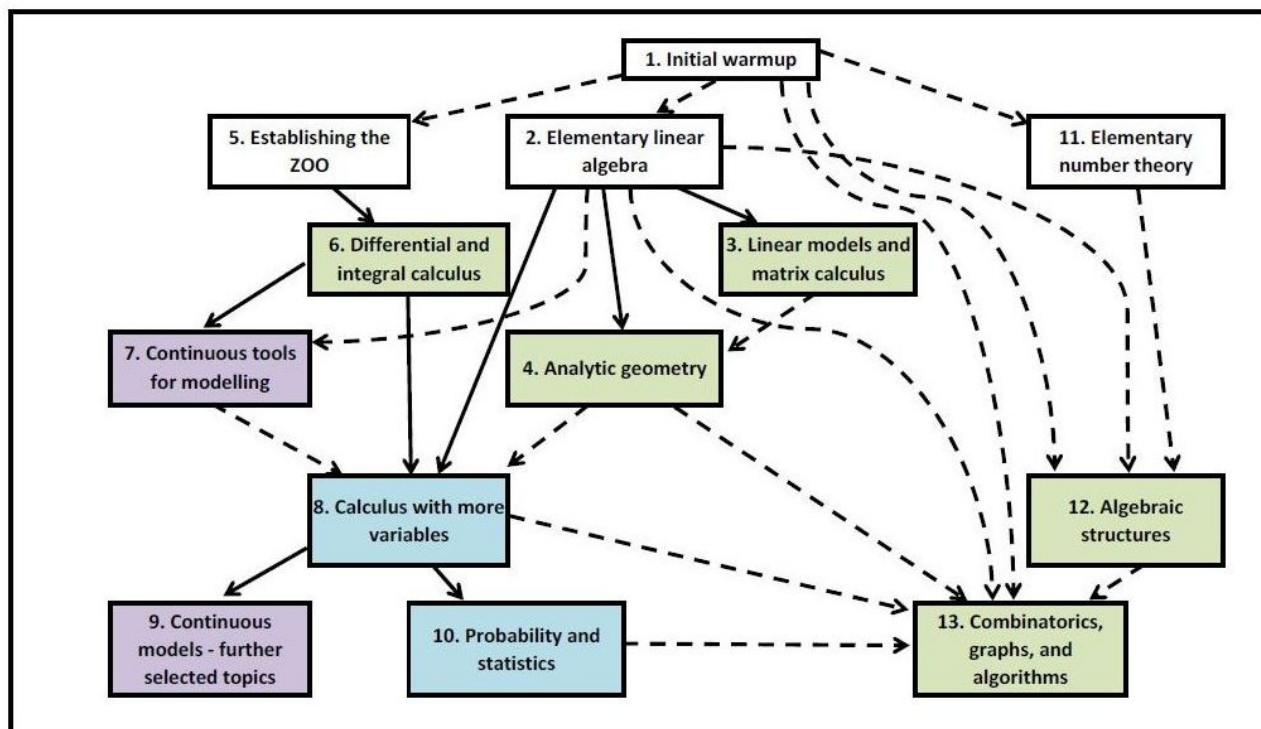 1. Initial warmup
5. Establishing the
ZOO
2. Elementary linear
algebra
11. Elementary
number theory
6. Differential and
integral calculus
3. Linear models and
matrix calculus
7. Continuous tools
for modelling
4. Analytic geometry
8. Calculus with more
variables
12. Algebraic
structures
9. Continuous
models - further
selected topics
10. Probability and
statistics
13. Combinatorics,
graphs, and
algorithms